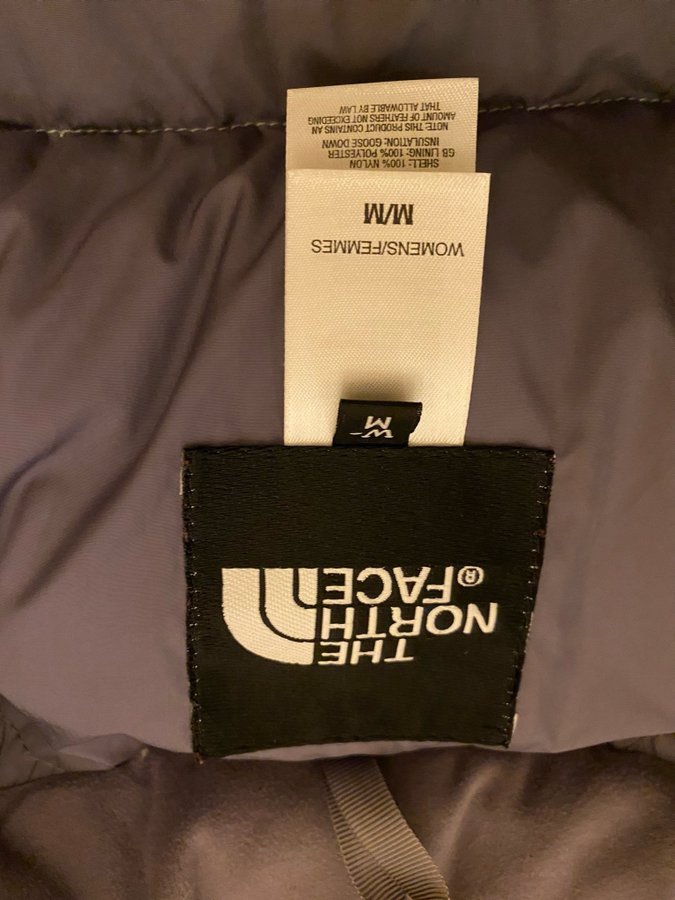 THE
NORTH
FACE®
W
M
WOMENS/FEMMES
M/M
SHELL: 100% NYLON
GB LINING: 100% POLYESTER
INSULATION: GOOSE DOWN
NOTE: THIS PRODUCT CONTAINS AN
AMOUNT OF FEATHERS NOT EXCEEDING
THAT ALLOWABLE BY LAW